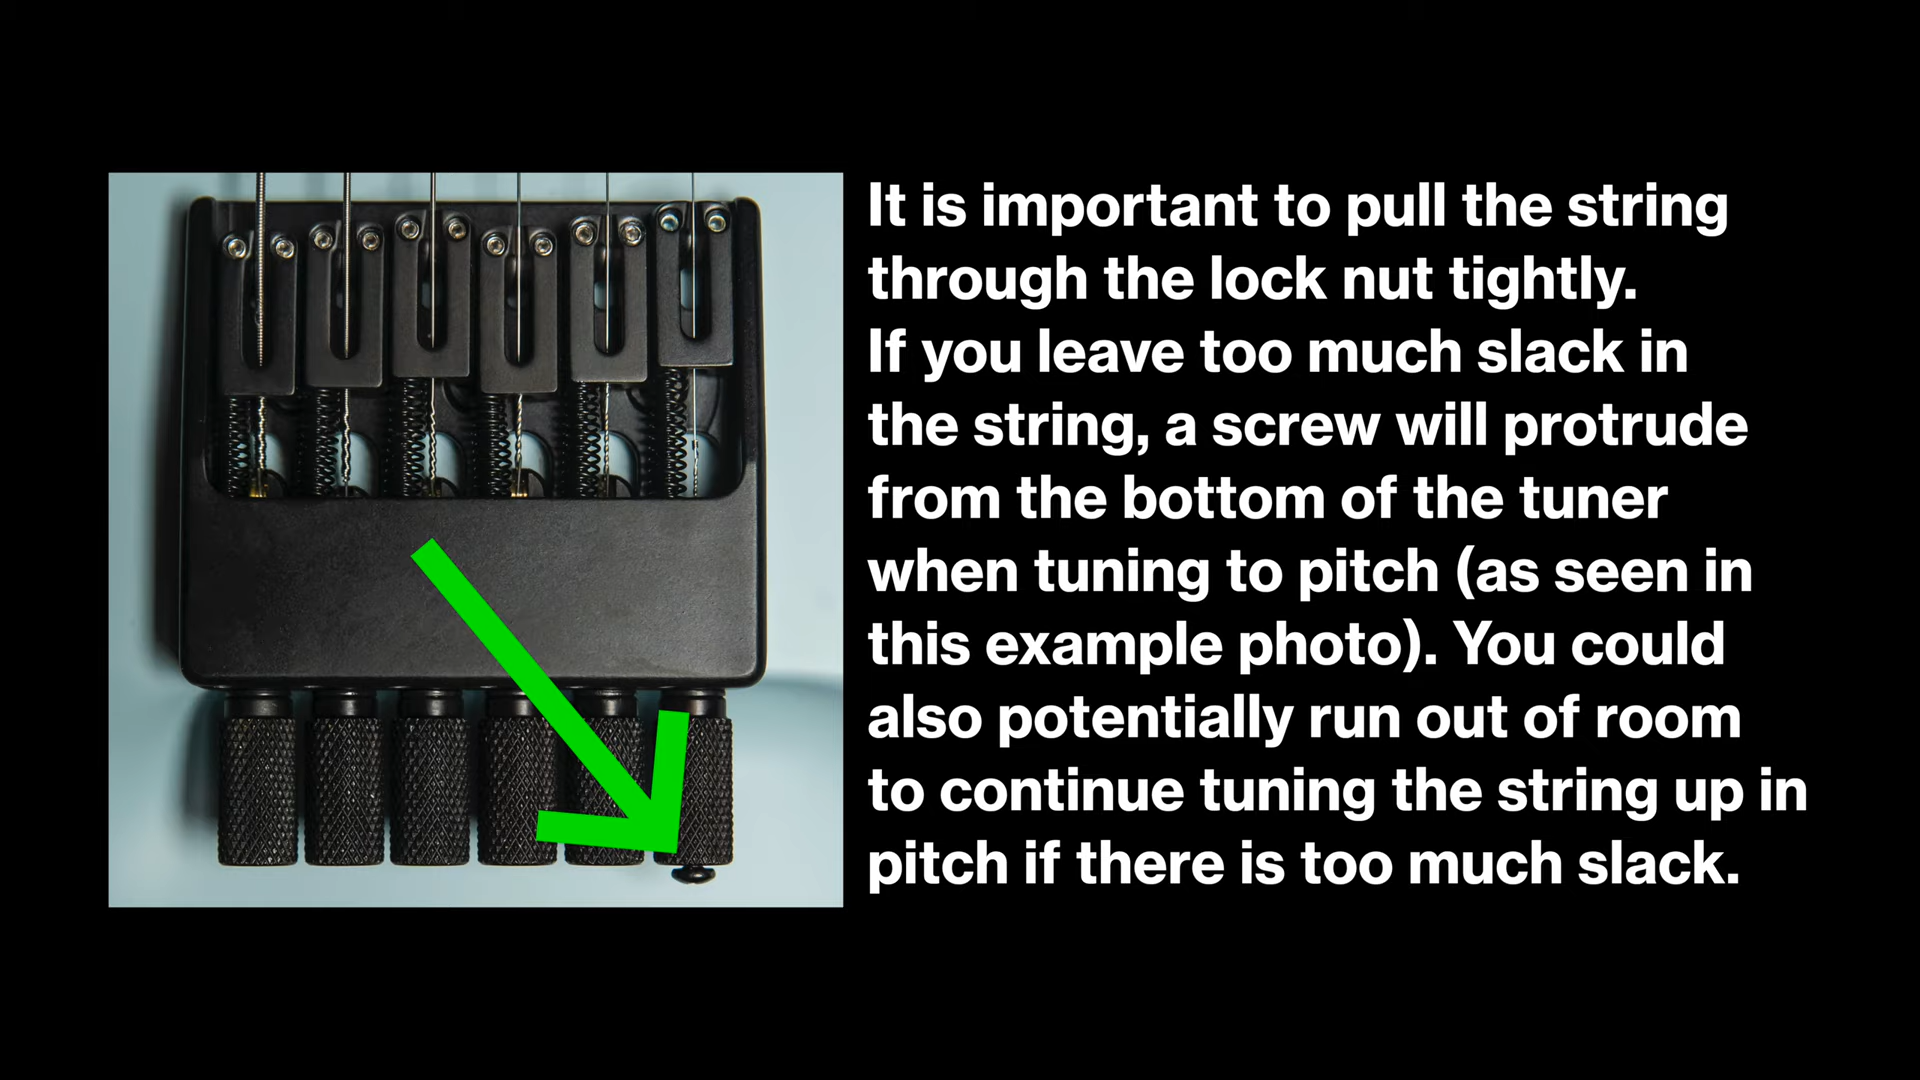 It is important to pull the string
through the lock nut tightly.
If you leave too much slack in
the string, a screw will protrude
from the bottom of the tuner
when tuning to pitch (as seen in
this example photo). You could
also potentially run out of room
to continue tuning the string up in
pitch if there is too much slack.